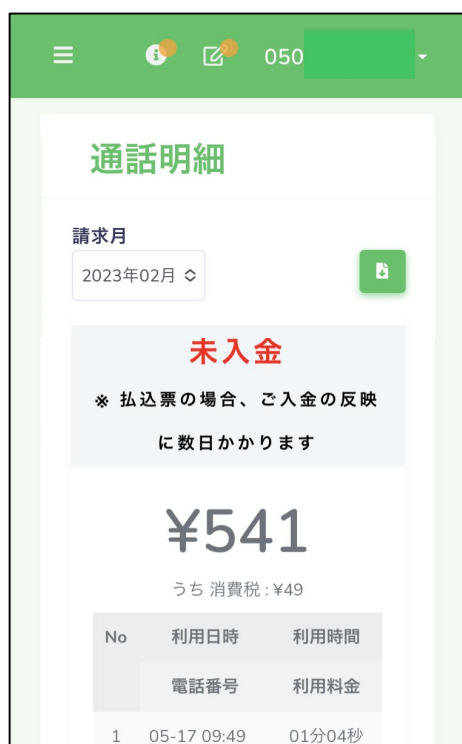 050
通話明細
請求月
2023年02月
未入金
※ 払込票の場合、ご入金の反映
に数日かかります
¥541
うち 消費税 : ¥49
No 利用日時 利用時間
電話番号 利用料金
1 05-17 09:49 01分04秒